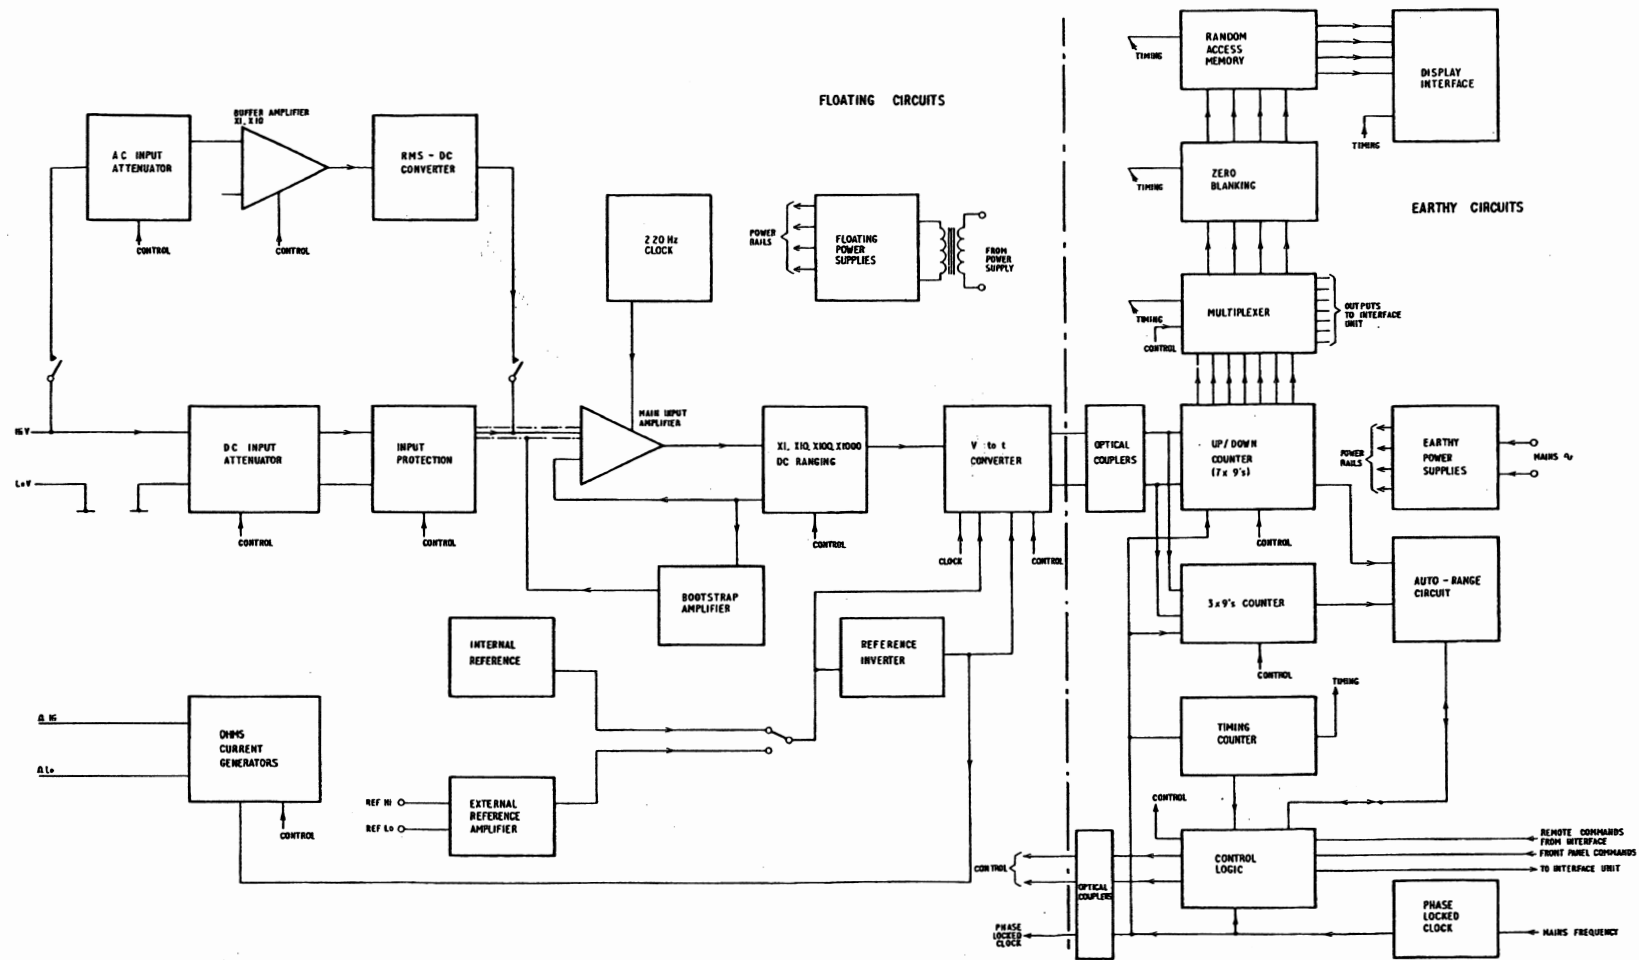 FLOATING CIRCUITS
EARTHY CIRCUITS
BUFFER AMPLIFIER
X1, X10
AC INPUT
ATTENUATOR
CONTROL
CONTROL
RMS - DC
CONVERTER
220 Hz
CLOCK
POWER
RAILS
FLOATING
POWER
SUPPLIES
FROM
POWER
SUPPLY
TIMING
RANDOM
ACCESS
MEMORY
DISPLAY
INTERFACE
TIMING
TIMING
ZERO
BLANKING
TIMING
CONTROL
MULTIPLEXER
OUTPUTS
TO INTERFACE
UNIT
LoV
DC INPUT
ATTENUATOR
CONTROL
INPUT
PROTECTION
CONTROL
MAIN INPUT
AMPLIFIER
X1, X10, X100, X1000
DC RANGING
CONTROL
V to t
CONVERTER
CLOCK
CONTROL
OPTICAL
COUPLERS
UP/DOWN
COUNTER
(7x 9's)
CONTROL
POWER
RAILS
EARTHY
POWER
SUPPLIES
MAINS ∿
BOOTSTRAP
AMPLIFIER
3x9's COUNTER
CONTROL
AUTO - RANGE
CIRCUIT
INTERNAL
REFERENCE
REFERENCE
INVERTER
TIMING
TIMING
COUNTER
Ω Lo
OHMS
CURRENT
GENERATORS
CONTROL
REF Hi
REF Lo
EXTERNAL
REFERENCE
AMPLIFIER
CONTROL
CONTROL
OPTICAL
COUPLERS
PHASE
LOCKED
CLOCK
CONTROL
LOGIC
REMOTE COMMANDS
FROM INTERFACE
FRONT PANEL COMMANDS
TO INTERFACE UNIT
PHASE
LOCKED
CLOCK
MAINS FREQUENCY